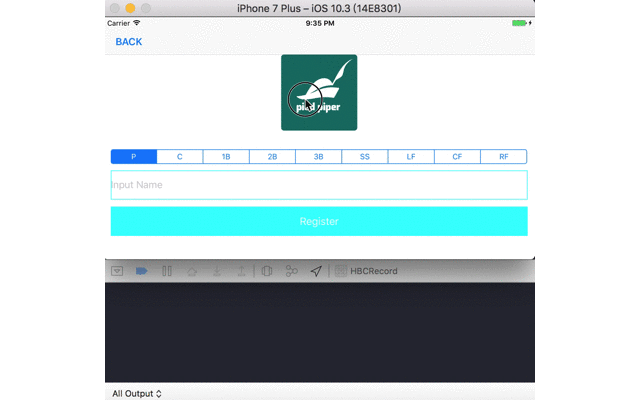 iPhone 7 Plus – iOS 10.3 (14E8301)
Carrier 9:35 PM
BACK
pied piper
P C 1B 2B 3B SS LF CF RF
Input Name
Register
HBCRecord
All Output